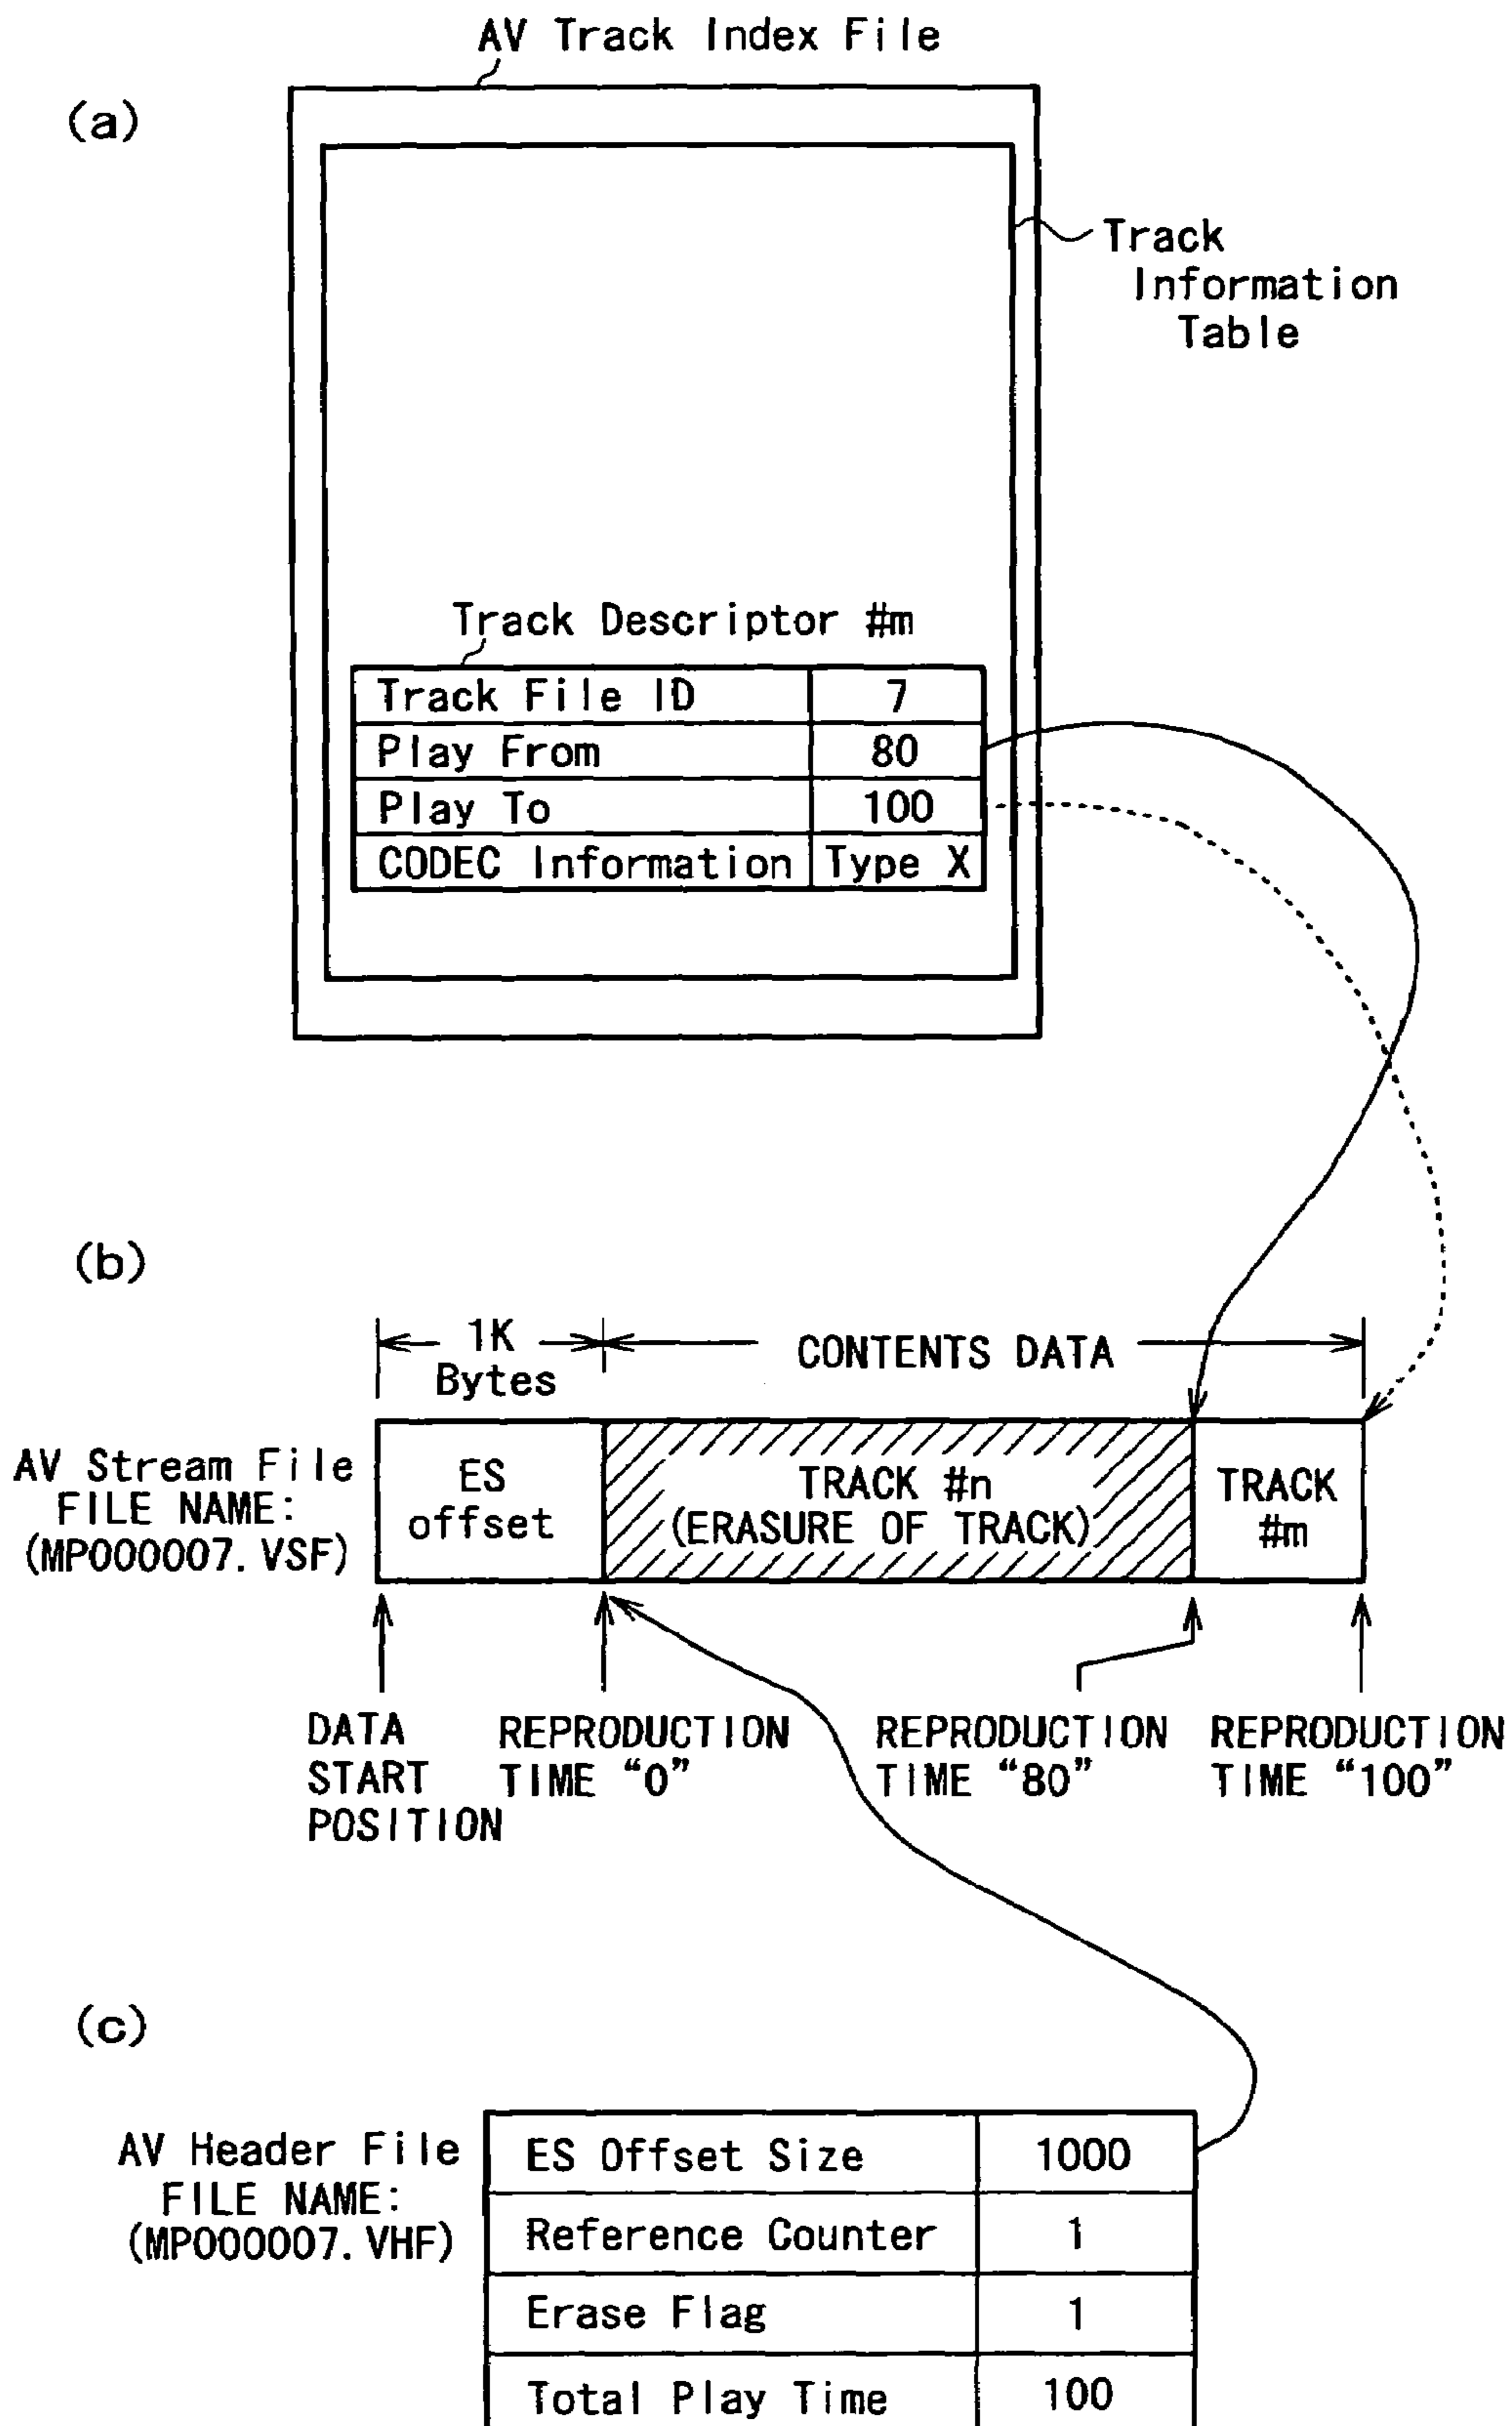 AV Track Index File
(a)
Track
Information
Table
Track Descriptor #m
Track File ID 7
Play From 80
Play To 100
CODEC Information Type X
(b)
1K
Bytes
CONTENTS DATA
AV Stream File
FILE NAME:
(MP000007.VSF)
ES
offset
TRACK #n
(ERASURE OF TRACK)
TRACK
#m
DATA
START
POSITION
REPRODUCTION
TIME “0”
REPRODUCTION
TIME “80”
REPRODUCTION
TIME “100”
(c)
AV Header File
FILE NAME:
(MP000007.VHF)
ES Offset Size 1000
Reference Counter 1
Erase Flag 1
Total Play Time 100